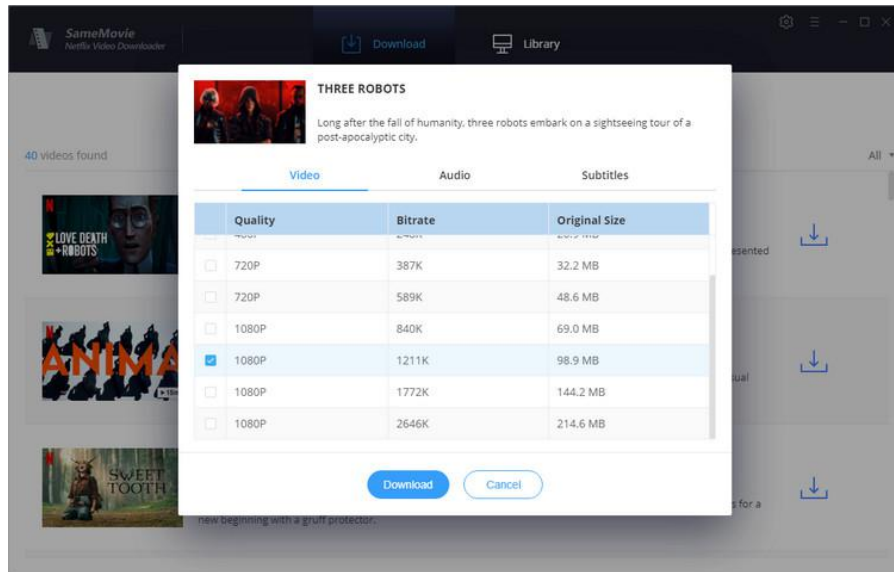 SameMovie
Netflix Video Downloader
Download
Library
THREE ROBOTS
Long after the fall of humanity, three robots embark on a sightseeing tour of a
post-apocalyptic city.
40 videos found
All
Video Audio Subtitles
Quality Bitrate Original Size
720P 387K 32.2 MB
720P 589K 48.6 MB
1080P 840K 69.0 MB
1080P 1211K 98.9 MB
1080P 1772K 144.2 MB
1080P 2646K 214.6 MB
N
LOVE DEATH
+ROBOTS
esented
N
ANIMA
xual
N
SWEET
TOOTH
s for a
new beginning with a gruff protector.
Download Cancel